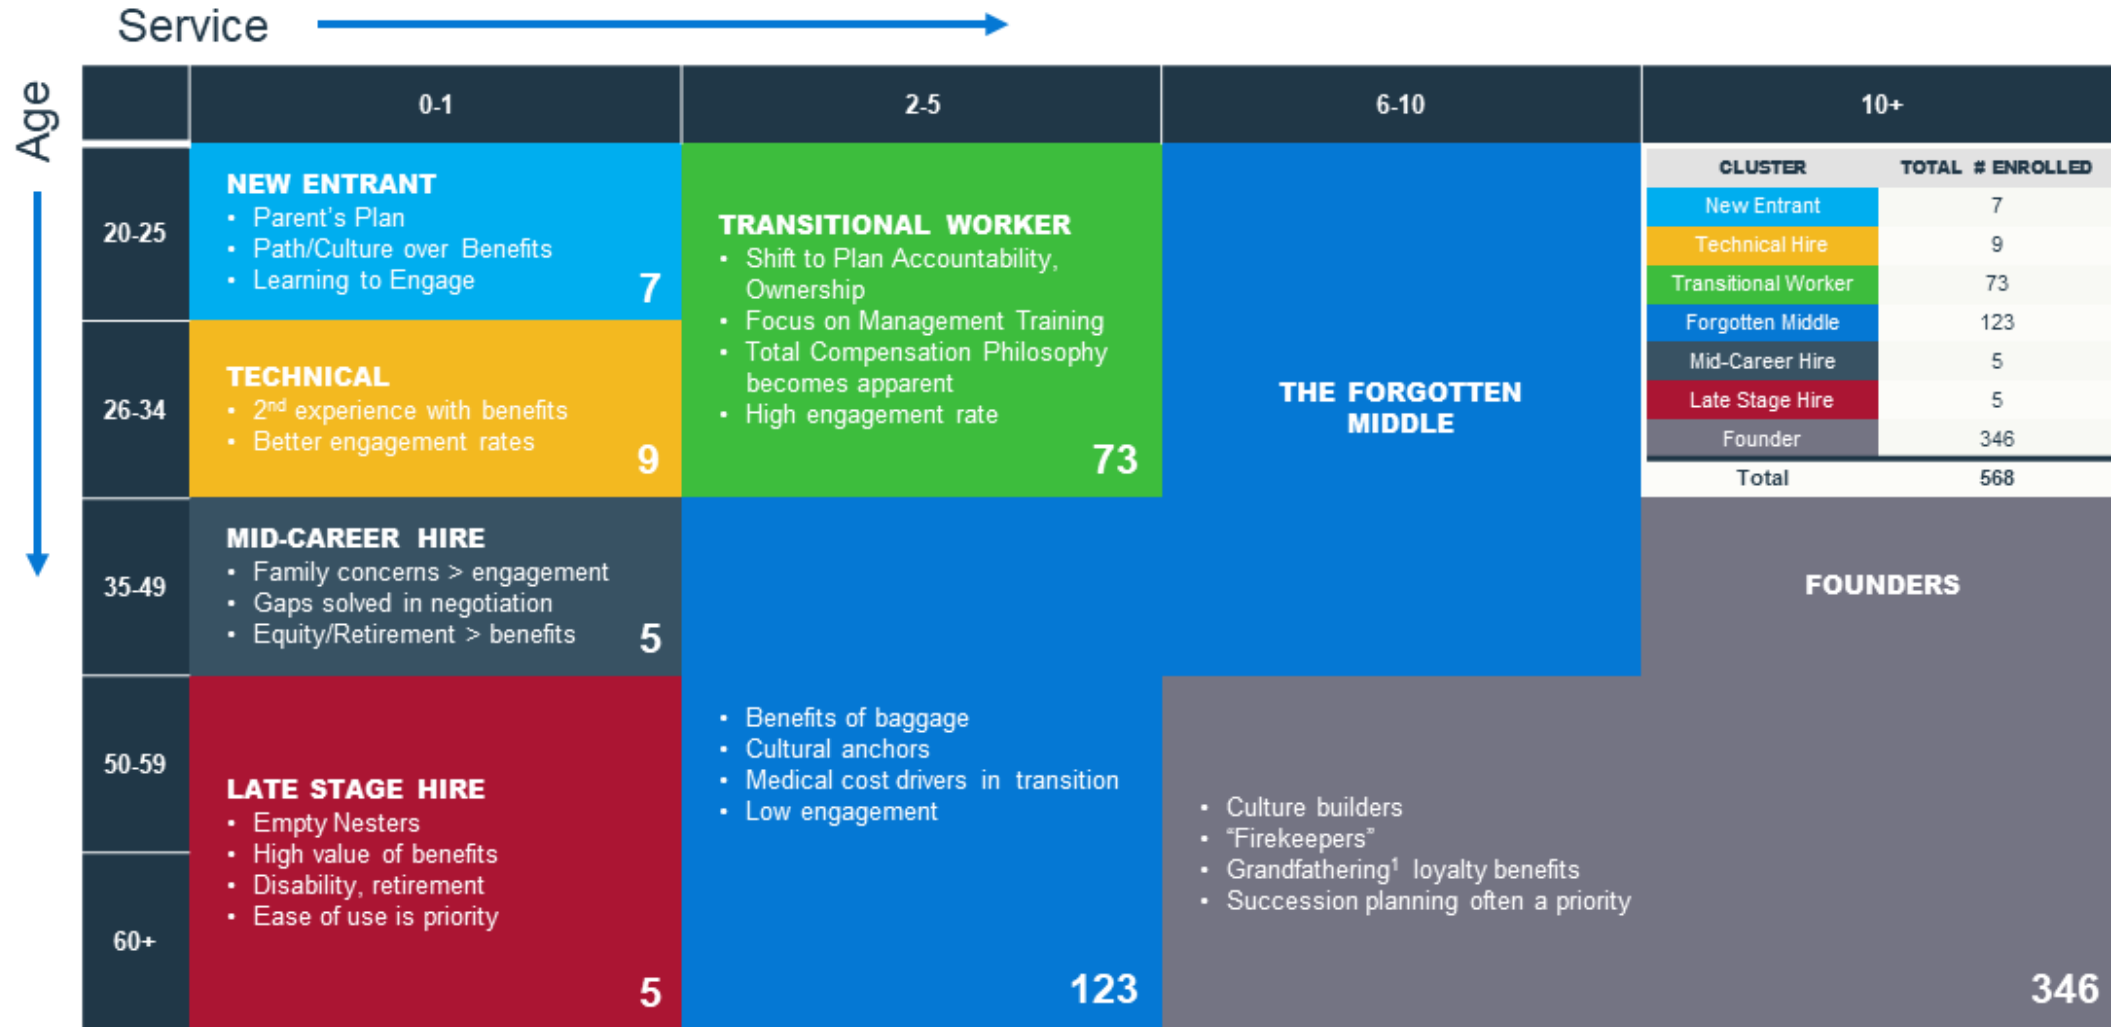 Service
Age
0-1
2-5
6-10
10+
20-25
26-34
35-49
50-59
60+
NEW ENTRANT
• Parent's Plan
• Path/Culture over Benefits
• Learning to Engage
7
TECHNICAL
• 2nd experience with benefits
• Better engagement rates
9
MID-CAREER HIRE
• Family concerns > engagement
• Gaps solved in negotiation
• Equity/Retirement > benefits
5
LATE STAGE HIRE
• Empty Nesters
• High value of benefits
• Disability, retirement
• Ease of use is priority
5
TRANSITIONAL WORKER
• Shift to Plan Accountability,
Ownership
• Focus on Management Training
• Total Compensation Philosophy
becomes apparent
• High engagement rate
73
THE FORGOTTEN
MIDDLE
• Benefits of baggage
• Cultural anchors
• Medical cost drivers in transition
• Low engagement
123
CLUSTER TOTAL # ENROLLED
New Entrant 7
Technical Hire 9
Transitional Worker 73
Forgotten Middle 123
Mid-Career Hire 5
Late Stage Hire 5
Founder 346
Total 568
FOUNDERS
• Culture builders
• “Firekeepers”
• Grandfathering¹ loyalty benefits
• Succession planning often a priority
346